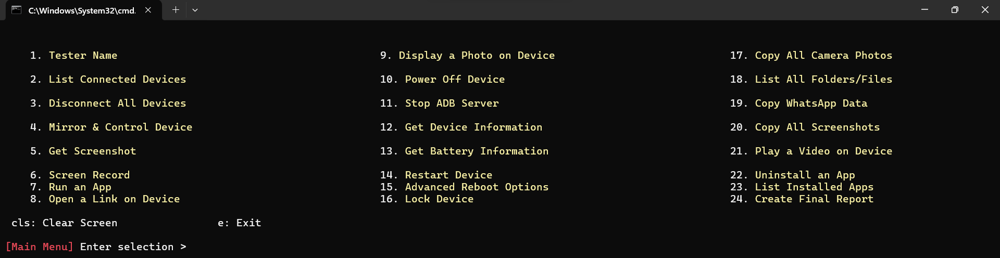 C:\Windows\System32\cmd.
1. Tester Name 9. Display a Photo on Device 17. Copy All Camera Photos
2. List Connected Devices 10. Power Off Device 18. List All Folders/Files
3. Disconnect All Devices 11. Stop ADB Server 19. Copy WhatsApp Data
4. Mirror & Control Device 12. Get Device Information 20. Copy All Screenshots
5. Get Screenshot 13. Get Battery Information 21. Play a Video on Device
6. Screen Record 14. Restart Device 22. Uninstall an App
7. Run an App 15. Advanced Reboot Options 23. List Installed Apps
8. Open a Link on Device 16. Lock Device 24. Create Final Report
cls: Clear Screen e: Exit
[Main Menu] Enter selection >